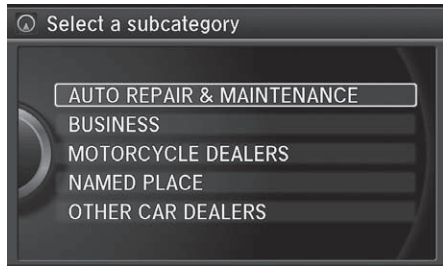 Select a subcategory
AUTO REPAIR & MAINTENANCE
BUSINESS
MOTORCYCLE DEALERS
NAMED PLACE
OTHER CAR DEALERS